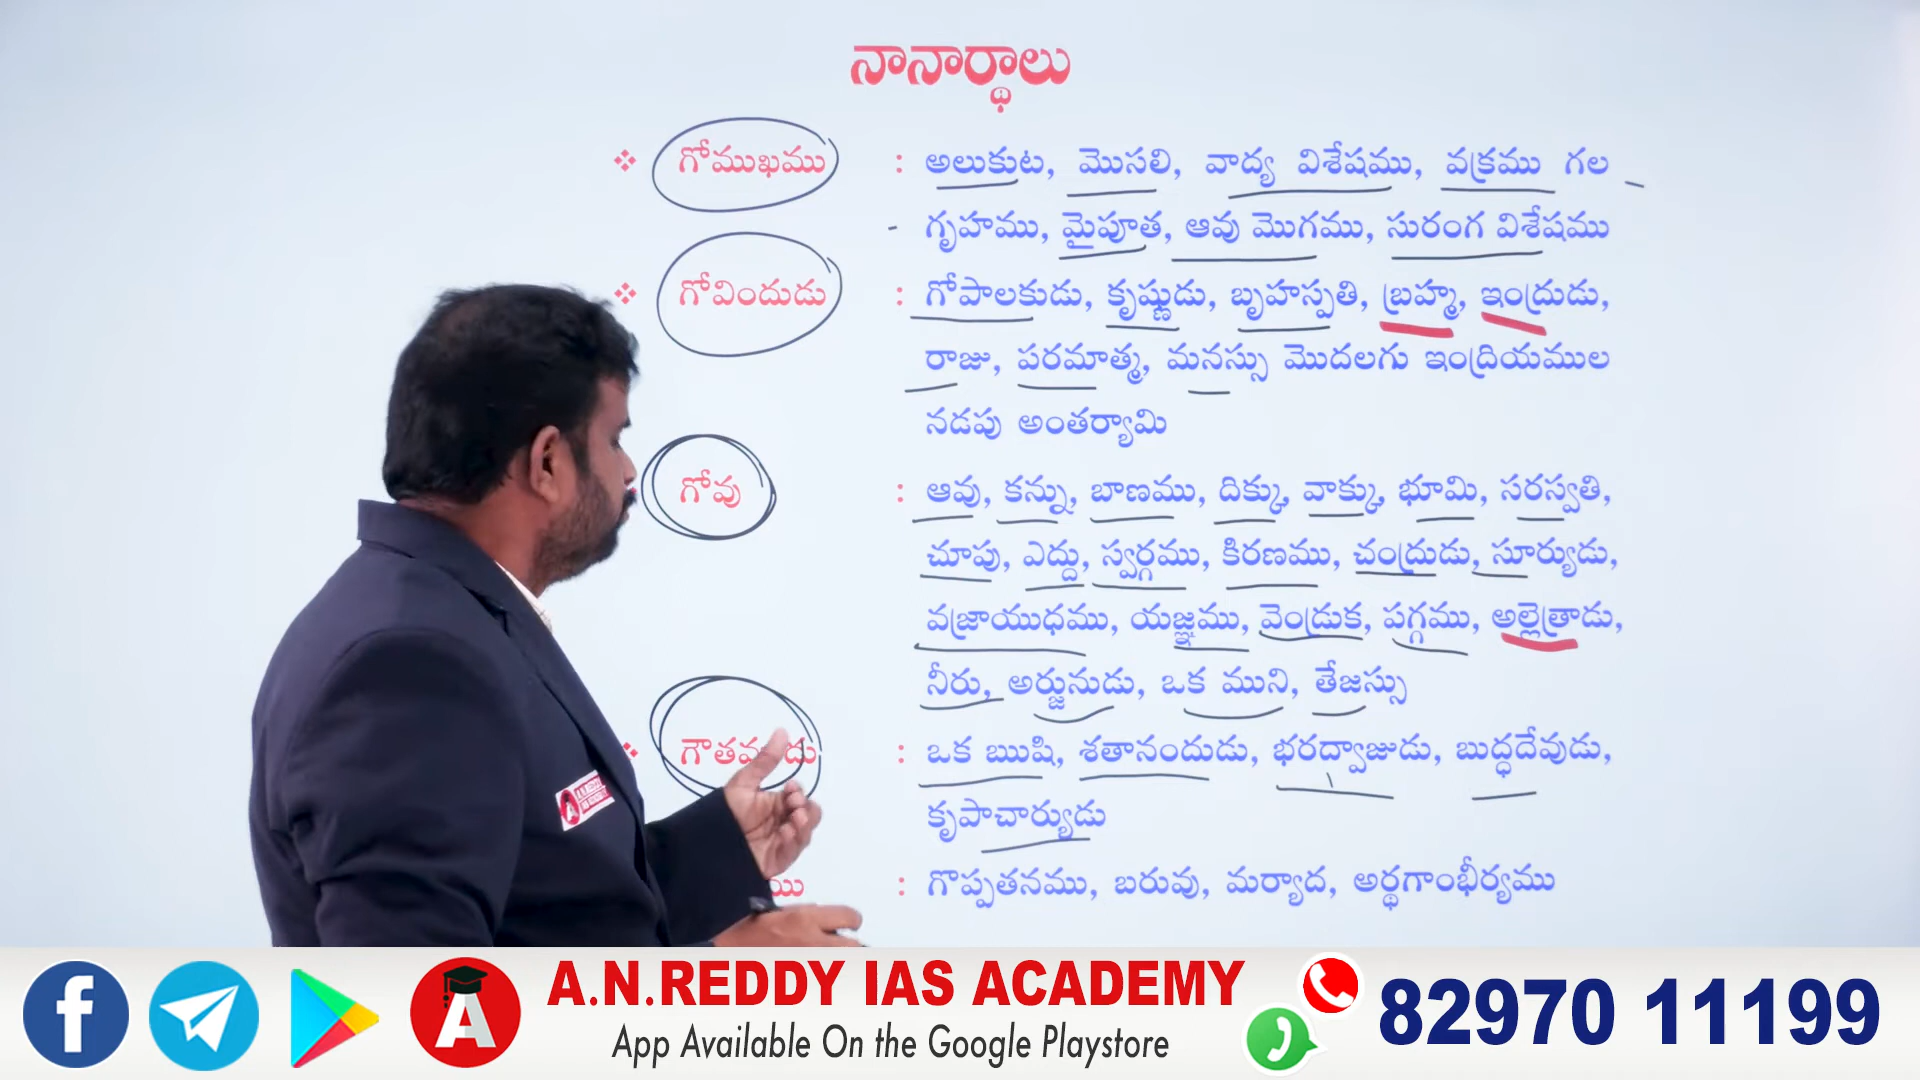 నానార్థాలు
❖ గోముఖము : అలుకుట, మొసలి, వాద్య విశేషము, వక్రము గల
గృహము, మైపూత, ఆవు మొగము, సురంగ విశేషము
❖ గోవిందుడు : గోపాలకుడు, కృష్ణుడు, బృహస్పతి, బ్రహ్మ, ఇంద్రుడు,
రాజు, పరమాత్మ, మనస్సు మొదలగు ఇంద్రియముల
నడపు అంతర్యామి
గోవు : ఆవు, కన్ను, బాణము, దిక్కు, వాక్కు, భూమి, సరస్వతి,
చూపు, ఎద్దు, స్వర్గము, కిరణము, చంద్రుడు, సూర్యుడు,
వజ్రాయుధము, యజ్ఞము, వెండ్రుక, పగ్గము, అల్లెత్రాడు,
నీరు, అర్జునుడు, ఒక ముని, తేజస్సు
: ఒక ఋషి, శతానందుడు, భరద్వాజుడు, బుద్ధదేవుడు,
కృపాచార్యుడు
: గొప్పతనము, బరువు, మర్యాద, అర్థగాంభీర్యము
A.N.REDDY
A.N.REDDY IAS ACADEMY
App Available On the Google Playstore
82970 11199